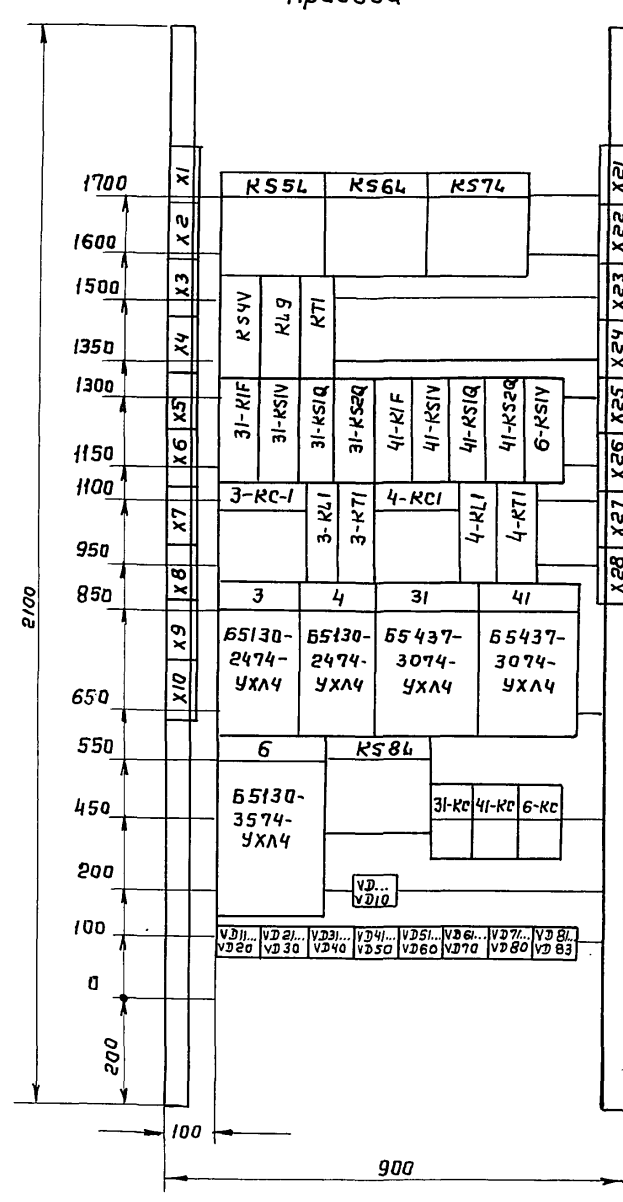 X1
X21
1700
KS5L KS6L KS7L
X2
X22
1600
X3
X23
1500
KS4V KL9 KT1
X4
X24
1350
1300
31-K1F 31-KS1V 31-KS1Q 31-KS2Q 41-K1F 41-KS1V 41-KS1Q 41-KS2Q 6-KS1V
X5
X25
X6
X26
1150
1100
3-KC-1 3-KL1 3-KT1 4-KC1 4-KL1 4-KT1
X7
X27
950
X8
X28
850
3 4 31 41
2100
Б5130- Б5130- Б5437- Б5437-
2474- 2474- 3074- 3074-
УХЛ4 УХЛ4 УХЛ4 УХЛ4
X9
X10
650
550
6 KS8L
Б5130-
3574-
УХЛ4
450
31-KC 41-KC 6-KC
200
VD...
VD10
100
VD11... VD21... VD31... VD41... VD51... VD61... VD71... VD81...
VD20 VD30 VD40 VD50 VD60 VD70 VD80 VD83
0
200
100
900